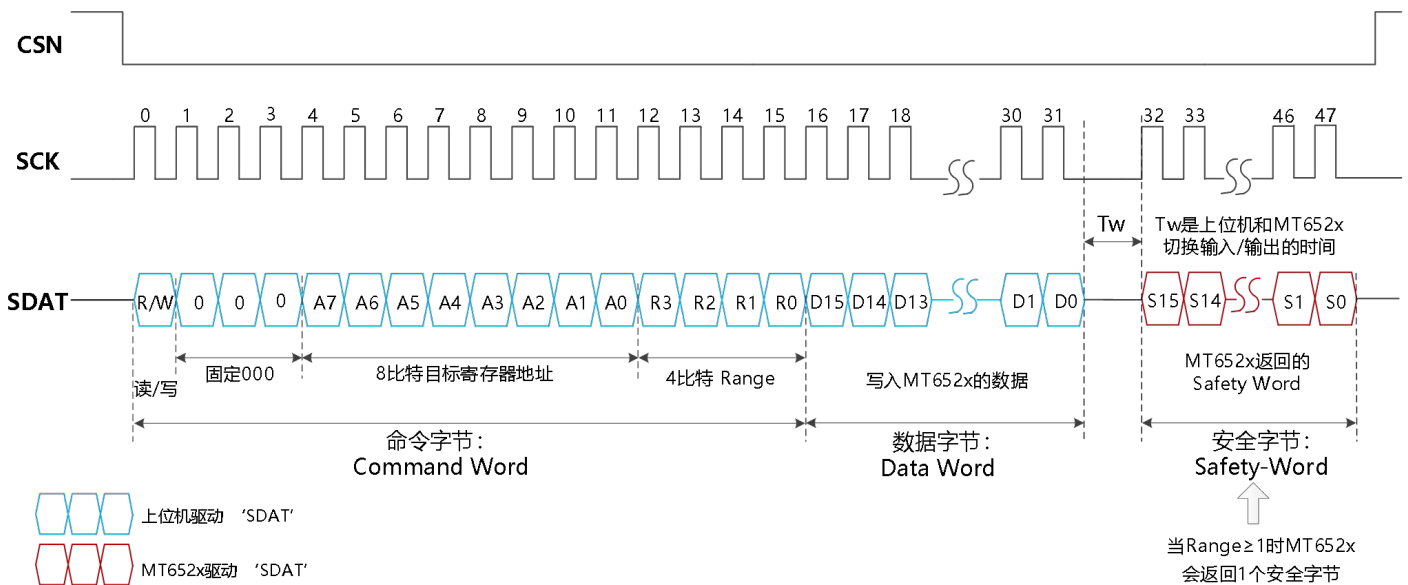 CSN
0 1 2 3 4 5 6 7 8 9 10 11 12 13 14 15 16 17 18 30 31 32 33 46 47
SCK
Tw
Tw是上位机和MT652x
切换输入/输出的时间
SDAT
R/W 0 0 0 A7 A6 A5 A4 A3 A2 A1 A0 R3 R2 R1 R0 D15 D14 D13 D1 D0 S15 S14 S1 S0
读/写
固定000
8比特目标寄存器地址
4比特 Range
写入MT652x的数据
MT652x返回的
Safety Word
命令字节：
Command Word
数据字节：
Data Word
安全字节：
Safety-Word
上位机驱动 ‘SDAT’
MT652x驱动 ‘SDAT’
当Range≥1时MT652x
会返回1个安全字节